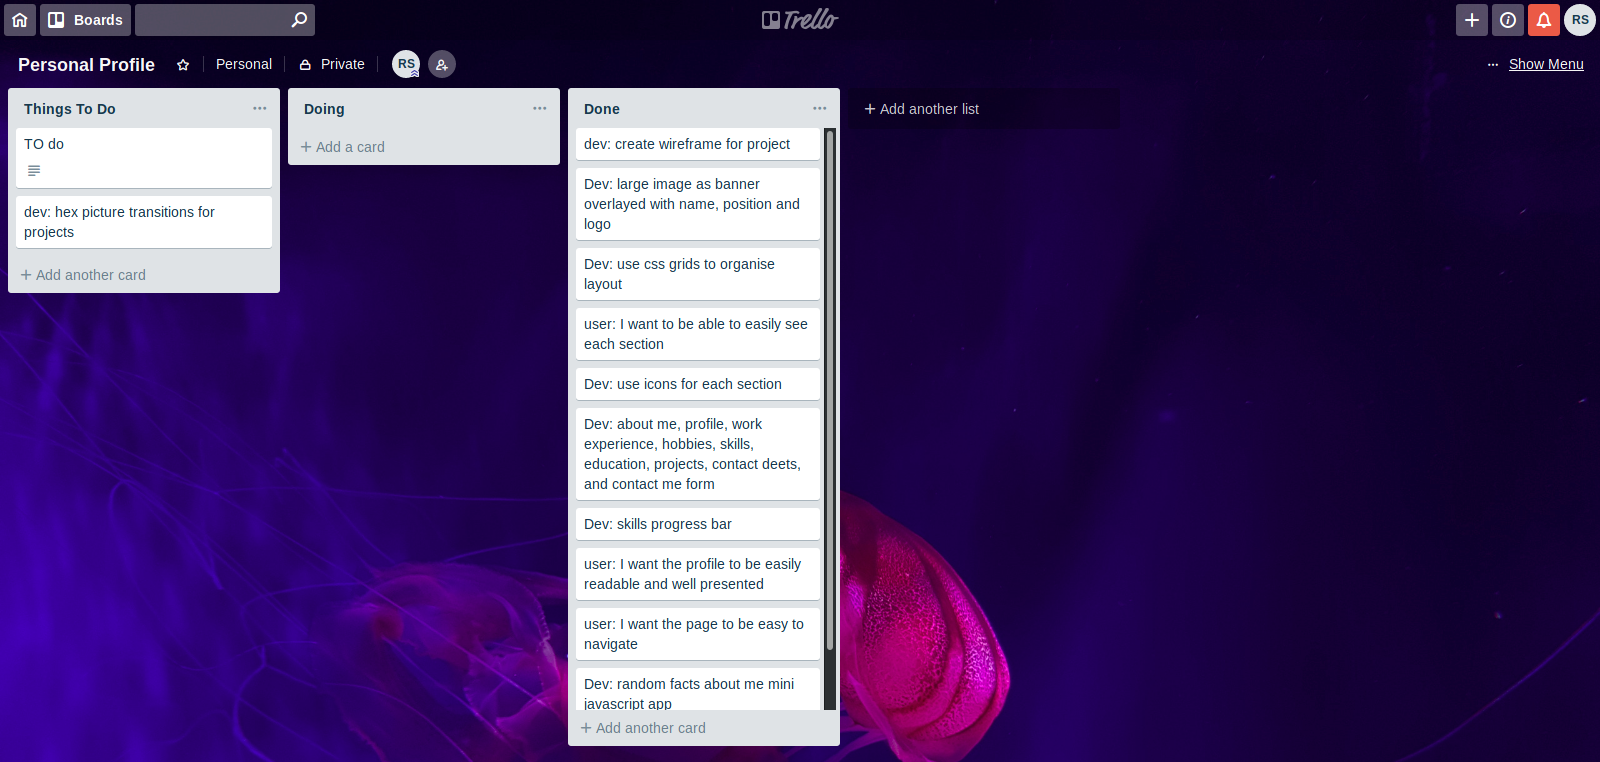 Boards
Trello
RS
Personal Profile
Personal
Private
RS
Show Menu
Things To Do
TO do
dev: hex picture transitions for
projects
Add another card
Doing
Add a card
Done
dev: create wireframe for project
Dev: large image as banner
overlayed with name, position and
logo
Dev: use css grids to organise
layout
user: I want to be able to easily see
each section
Dev: use icons for each section
Dev: about me, profile, work
experience, hobbies, skills,
education, projects, contact deets,
and contact me form
Dev: skills progress bar
user: I want the profile to be easily
readable and well presented
user: I want the page to be easy to
navigate
Dev: random facts about me mini
javascript app
Add another card
Add another list